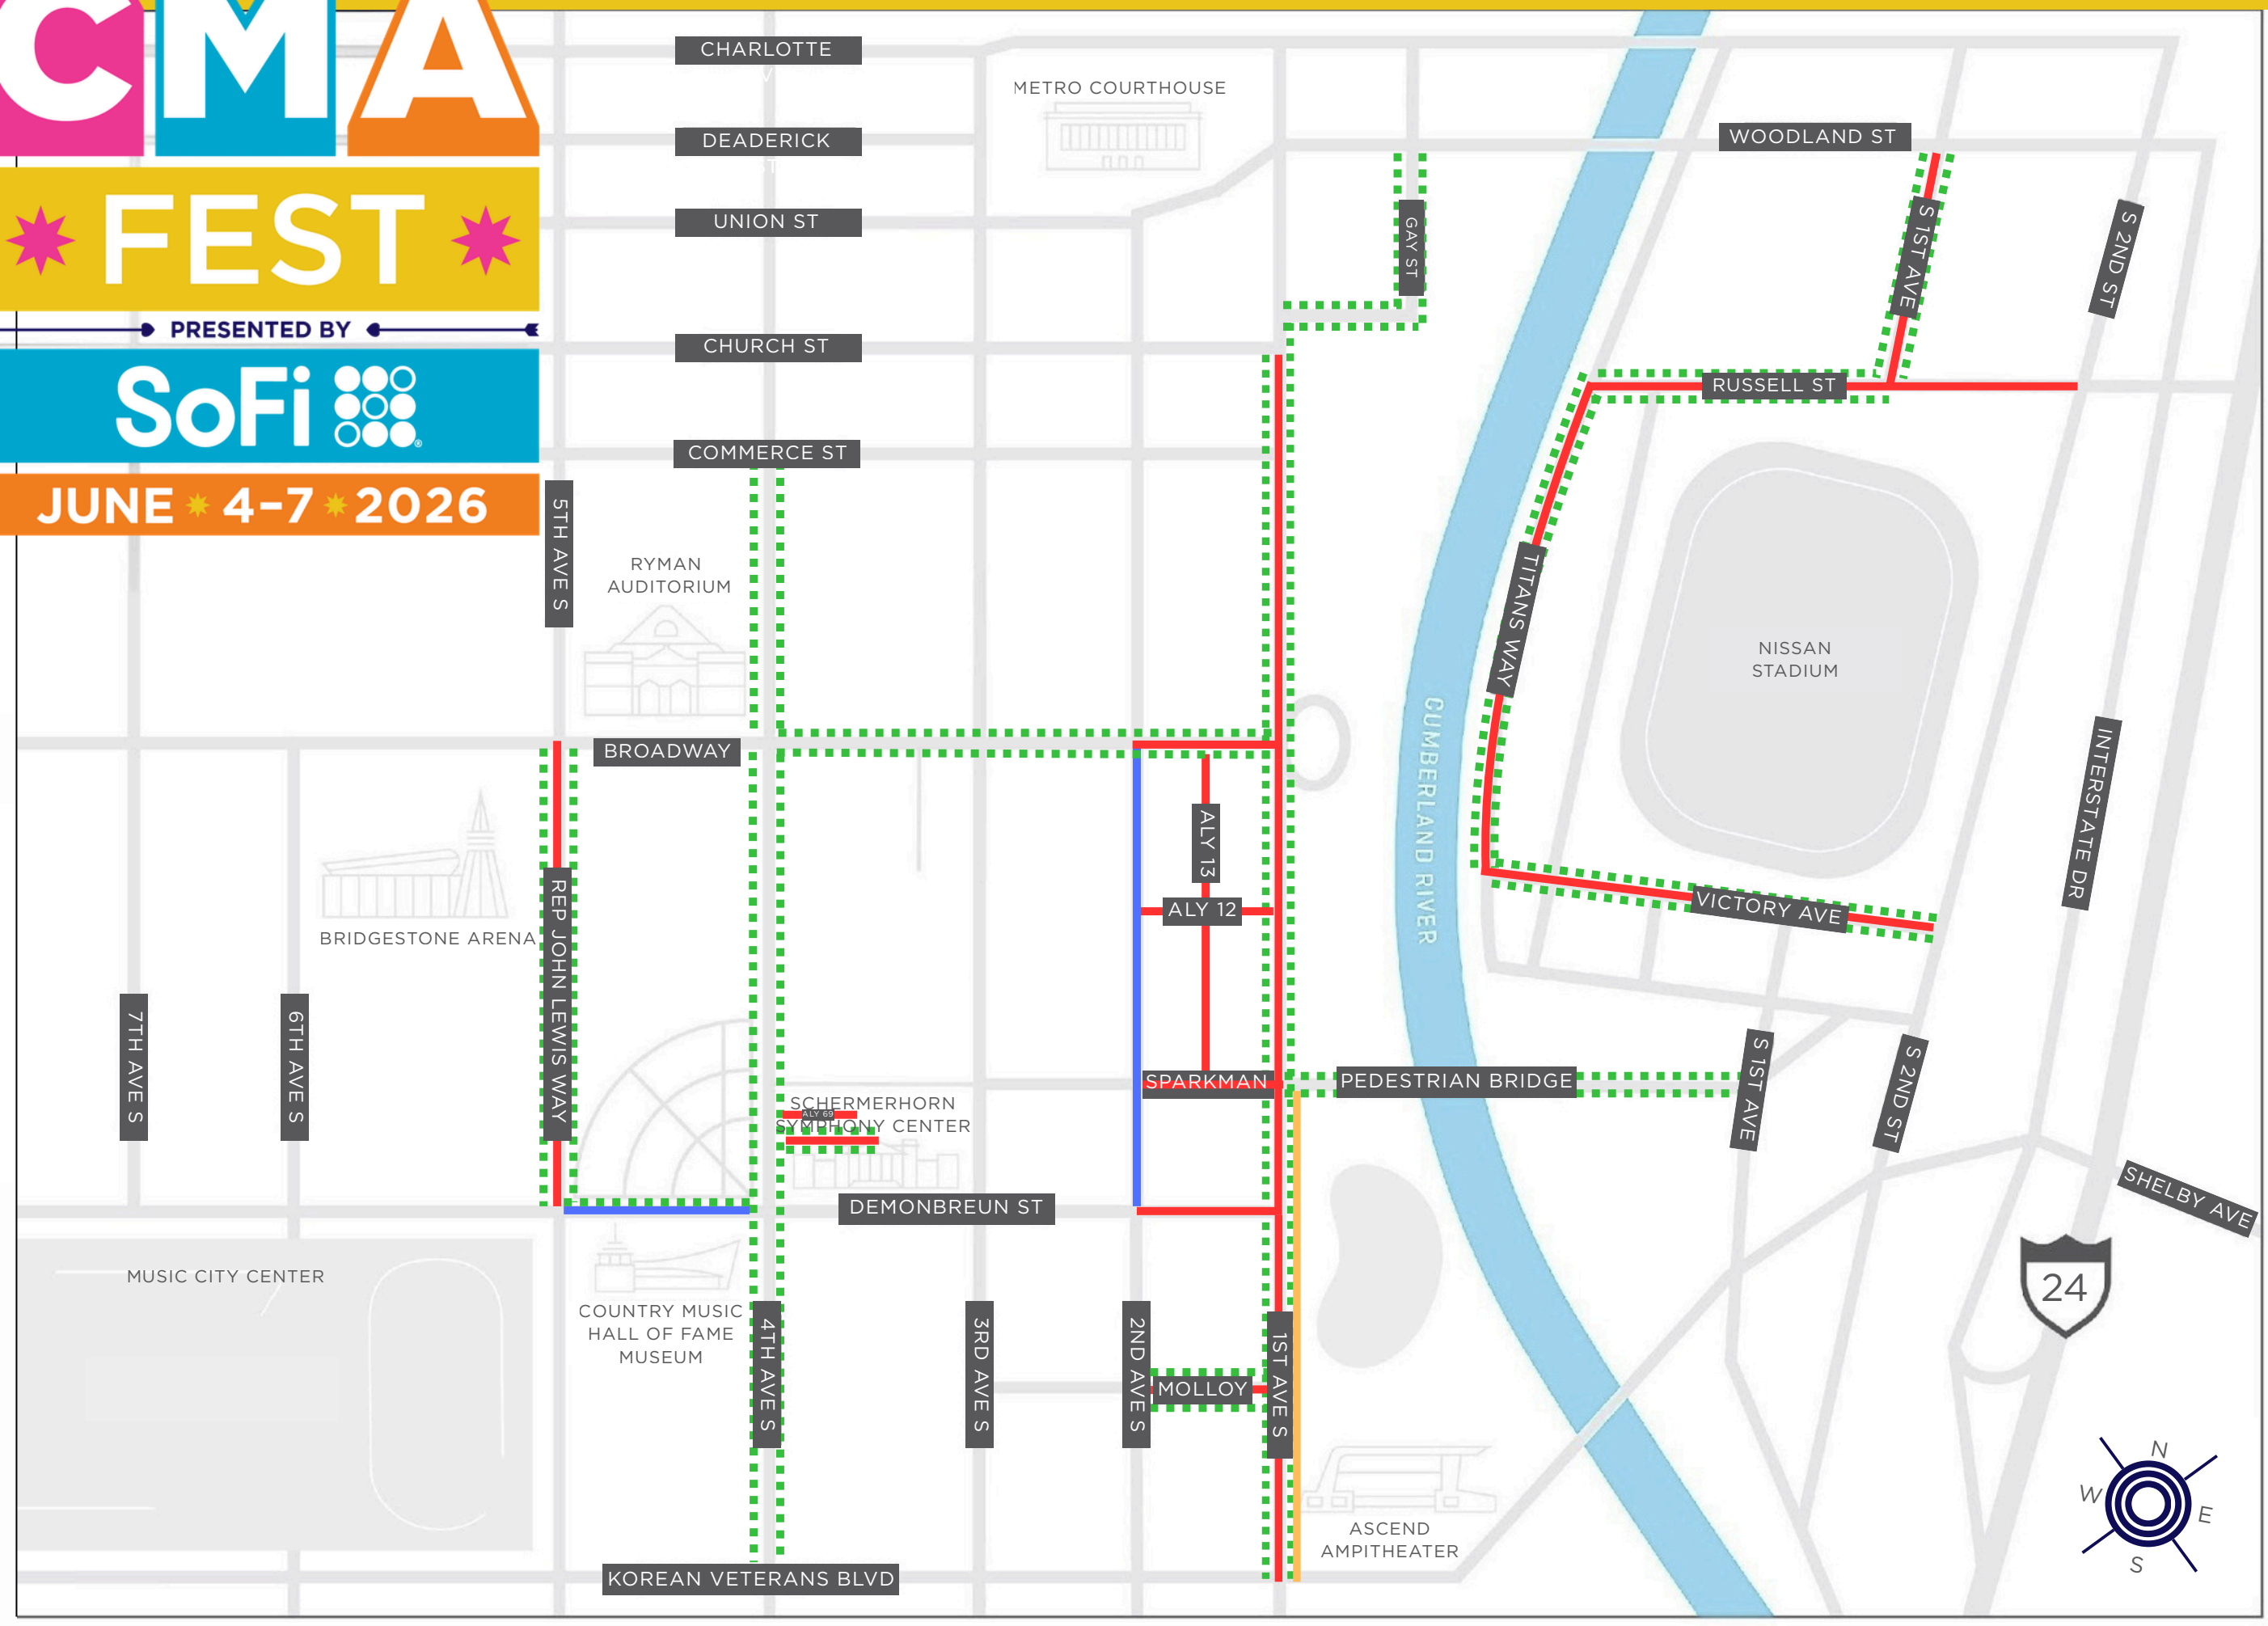 CMA
FEST
PRESENTED BY
SoFi
JUNE 4-7 2026
CHARLOTTE
DEADERICK
UNION ST
CHURCH ST
COMMERCE ST
METRO COURTHOUSE
WOODLAND ST
GAY ST
S 1ST AVE
S 2ND ST
RUSSELL ST
5TH AVE S
RYMAN
AUDITORIUM
TITANS WAY
NISSAN
STADIUM
CUMBERLAND RIVER
BROADWAY
INTERSTATE DR
ALY 13
ALY 12
VICTORY AVE
REP JOHN LEWIS WAY
BRIDGESTONE ARENA
7TH AVE S
6TH AVE S
SPARKMAN
PEDESTRIAN BRIDGE
S 1ST AVE
S 2ND ST
SCHERMERHORN
ALY 69
SYMPHONY CENTER
SHELBY AVE
DEMONBREUN ST
MUSIC CITY CENTER
24
COUNTRY MUSIC
HALL OF FAME
MUSEUM
4TH AVE S
3RD AVE S
2ND AVE S
MOLLOY
1ST AVE S
ASCEND
AMPITHEATER
KOREAN VETERANS BLVD
N
W
E
S